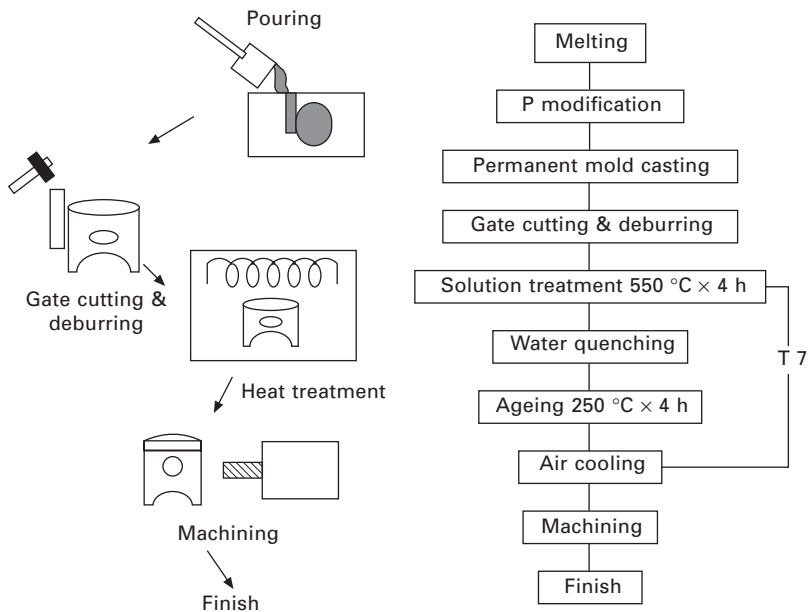 Pouring
Gate cutting &
deburring
Heat treatment
Machining
Finish
Melting
P modification
Permanent mold casting
Gate cutting & deburring
Solution treatment 550 °C × 4 h
Water quenching
T 7
Ageing 250 °C × 4 h
Air cooling
Machining
Finish